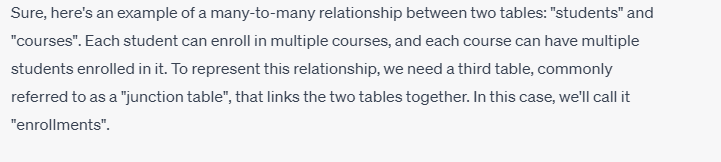 Sure, here's an example of a many-to-many relationship between two tables: "students" and
"courses". Each student can enroll in multiple courses, and each course can have multiple
students enrolled in it. To represent this relationship, we need a third table, commonly
referred to as a "junction table", that links the two tables together. In this case, we'll call it
"enrollments".